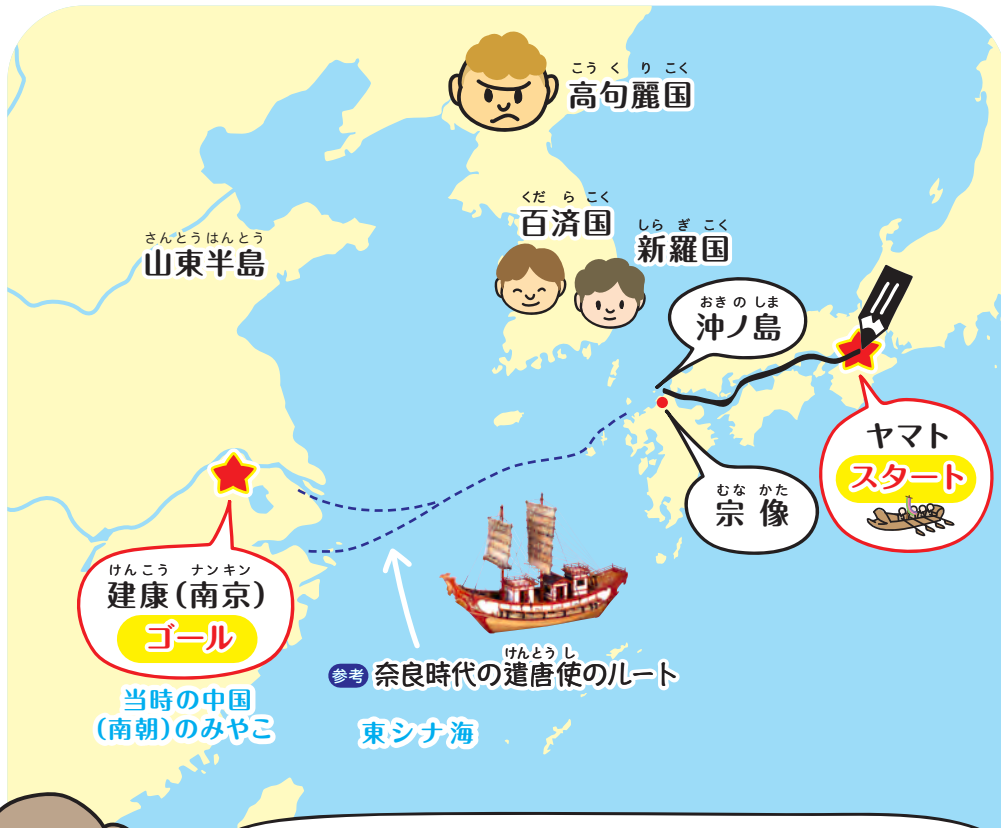 こうくりこく
高句麗国
くだらこく
百済国
しらぎこく
新羅国
さんとうはんとう
山東半島
おきのしま
沖ノ島
ヤマト
スタート
むなかた
宗像
けんこう ナンキン
建康(南京)
ゴール
当時の中国
(南朝)のみやこ
けんとうし
参考 奈良時代の遣唐使のルート
東シナ海